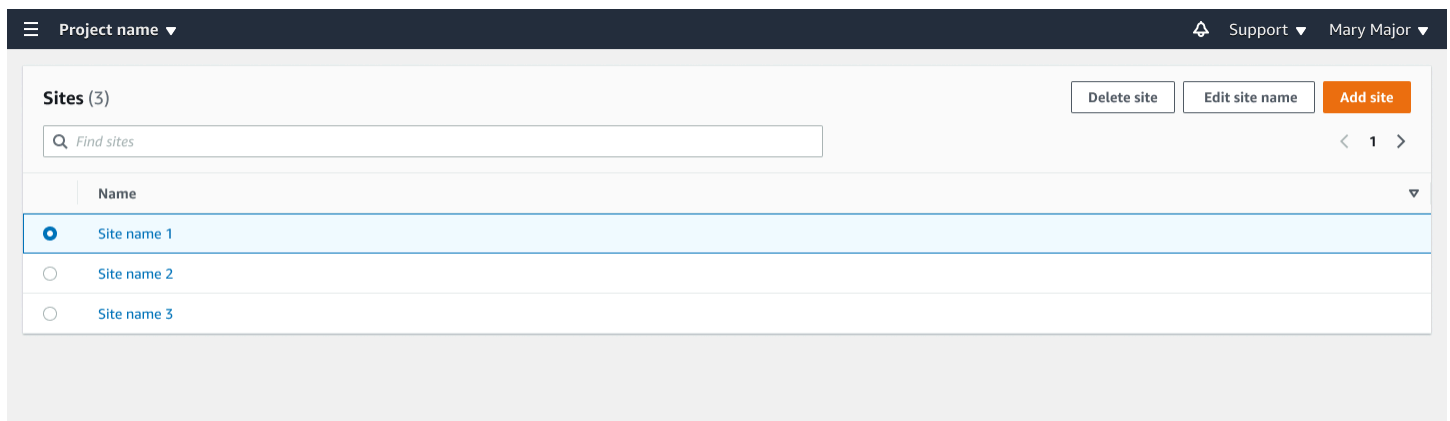 Project name Support Mary Major
Sites (3) Delete site Edit site name Add site
Find sites 1
Name
Site name 1
Site name 2
Site name 3